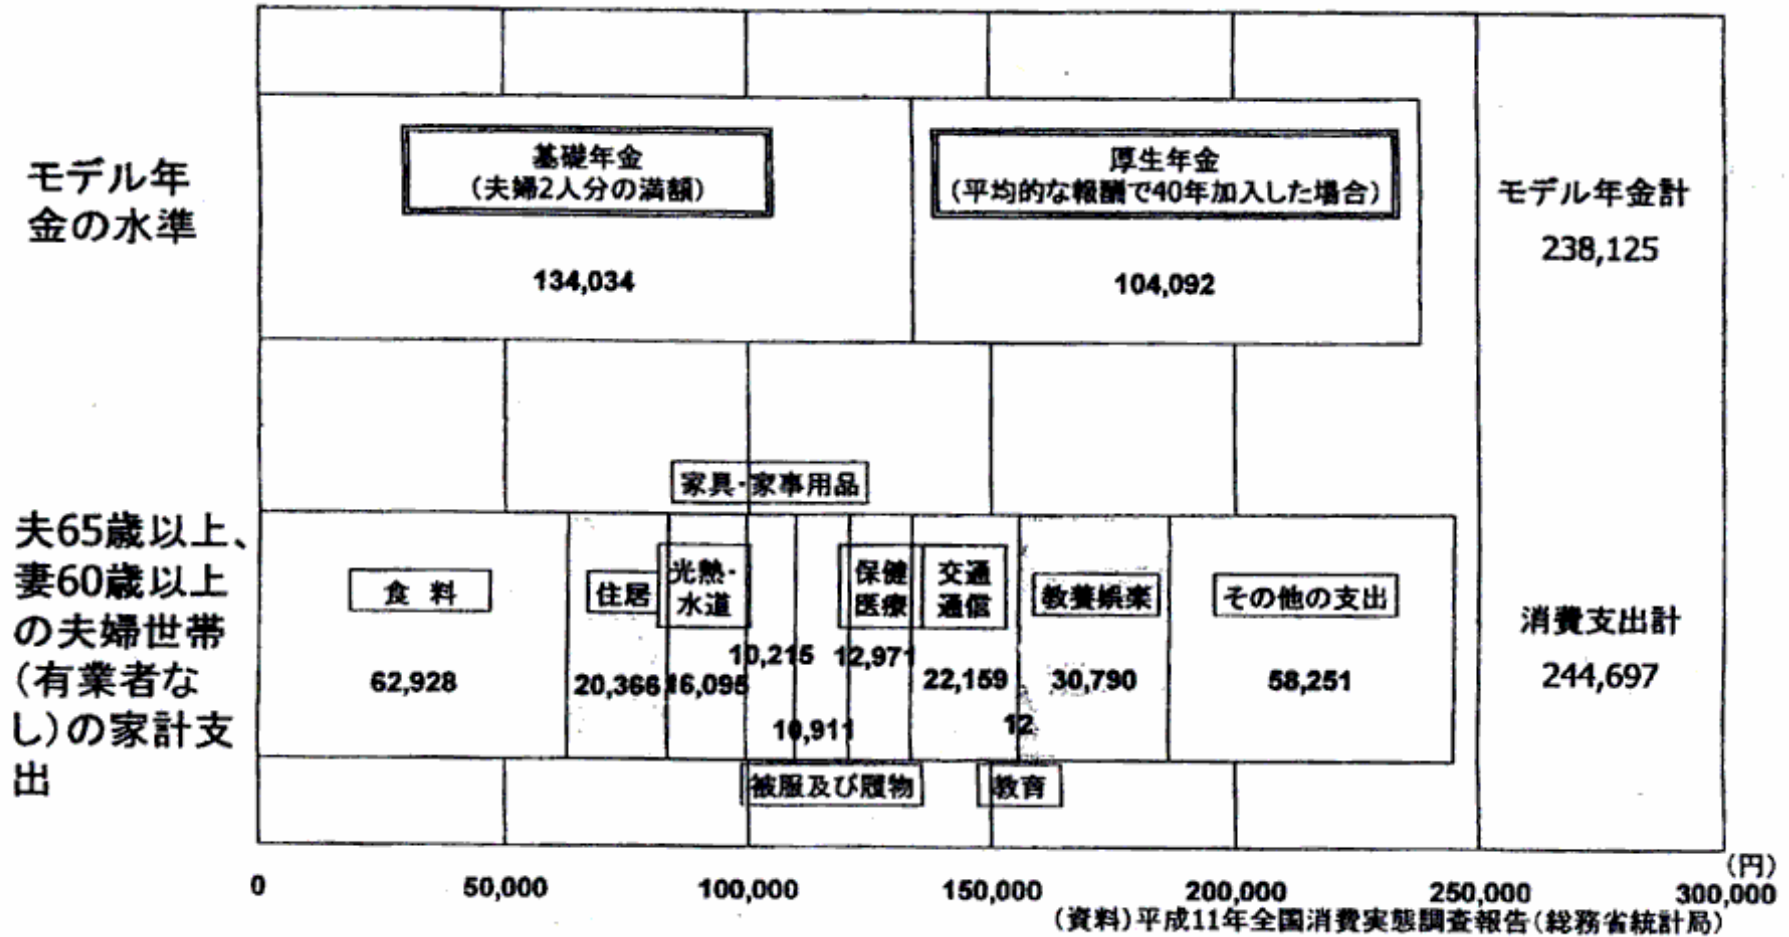 モデル年
金の水準
基礎年金
(夫婦2人分の満額)
134,034
厚生年金
(平均的な報酬で40年加入した場合)
104,092
モデル年金計
238,125
夫65歳以上、
妻60歳以上
の夫婦世帯
(有業者な
し)の家計支
出
家具・家事用品
食 料
62,928
住居
20,366
光熱・
水道
16,095
10,215
10,911
保健
医療
12,971
交通
通信
22,159
12
教養娯楽
30,790
その他の支出
58,251
被服及び履物
教育
消費支出計
244,697
0
50,000
100,000
150,000
200,000
250,000
300,000
(円)
(資料)平成11年全国消費実態調査報告(総務省統計局)